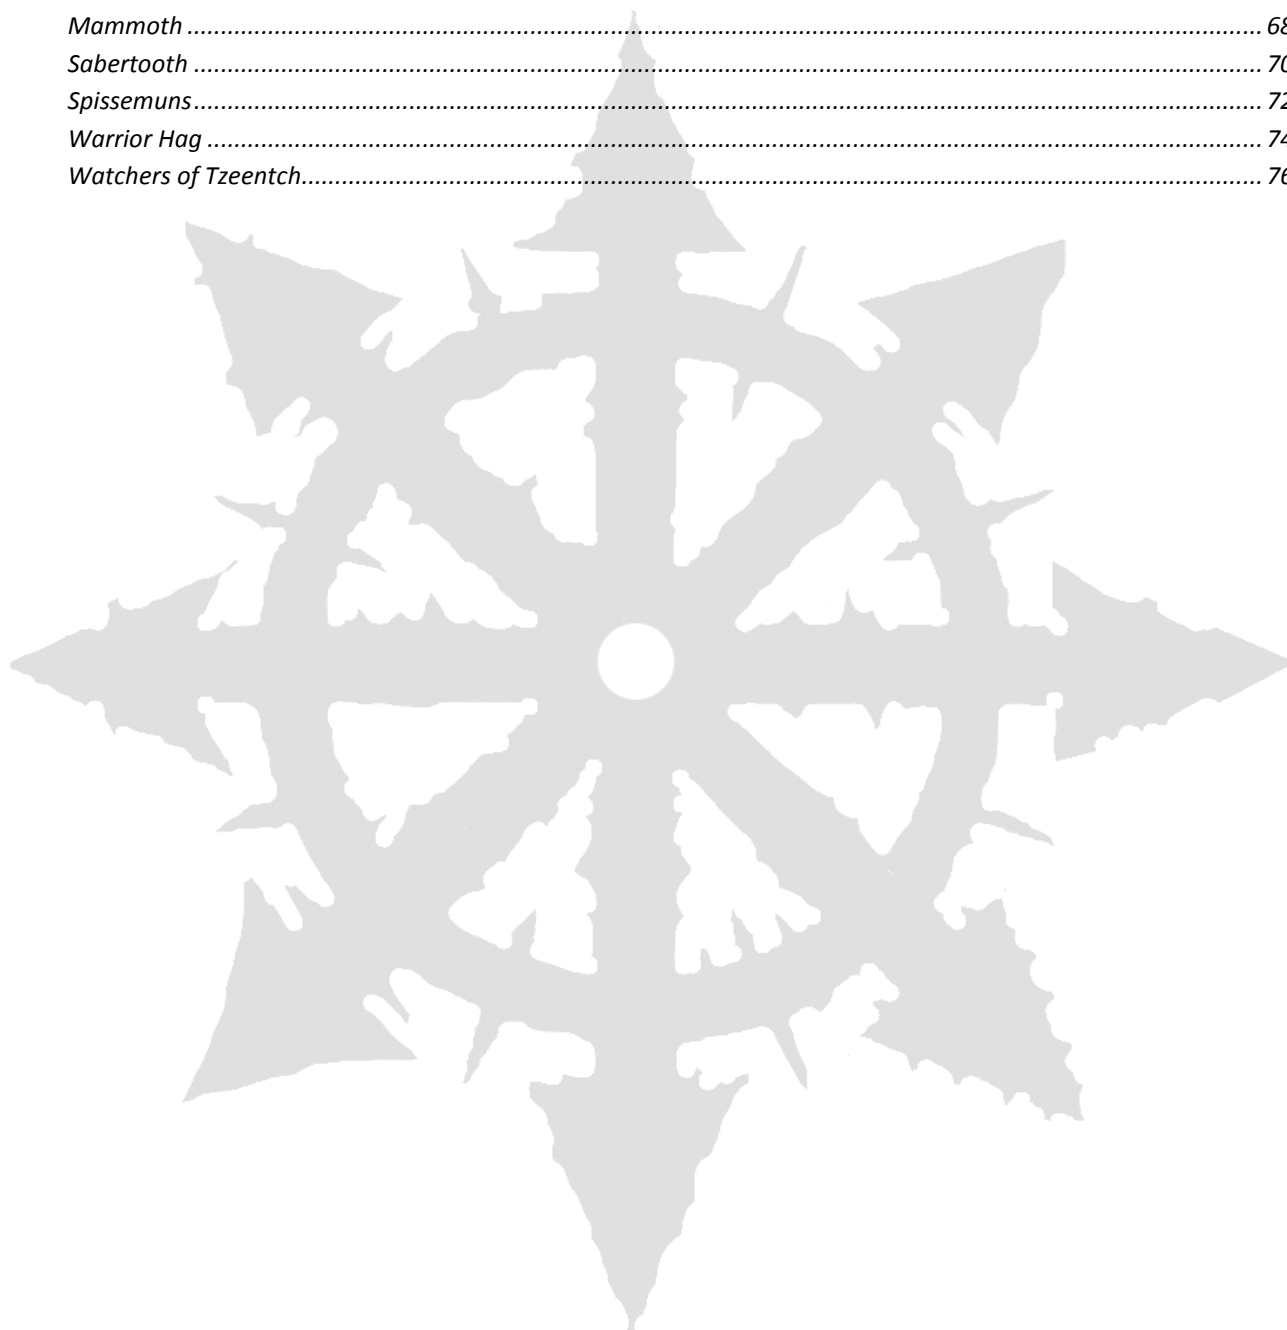 Mammoth ........................................................................................................................................................ 68
Sabertooth ....................................................................................................................................................... 70
Spissemuns ....................................................................................................................................................... 72
Warrior Hag ..................................................................................................................................................... 74
Watchers of Tzeentch....................................................................................................................................... 76